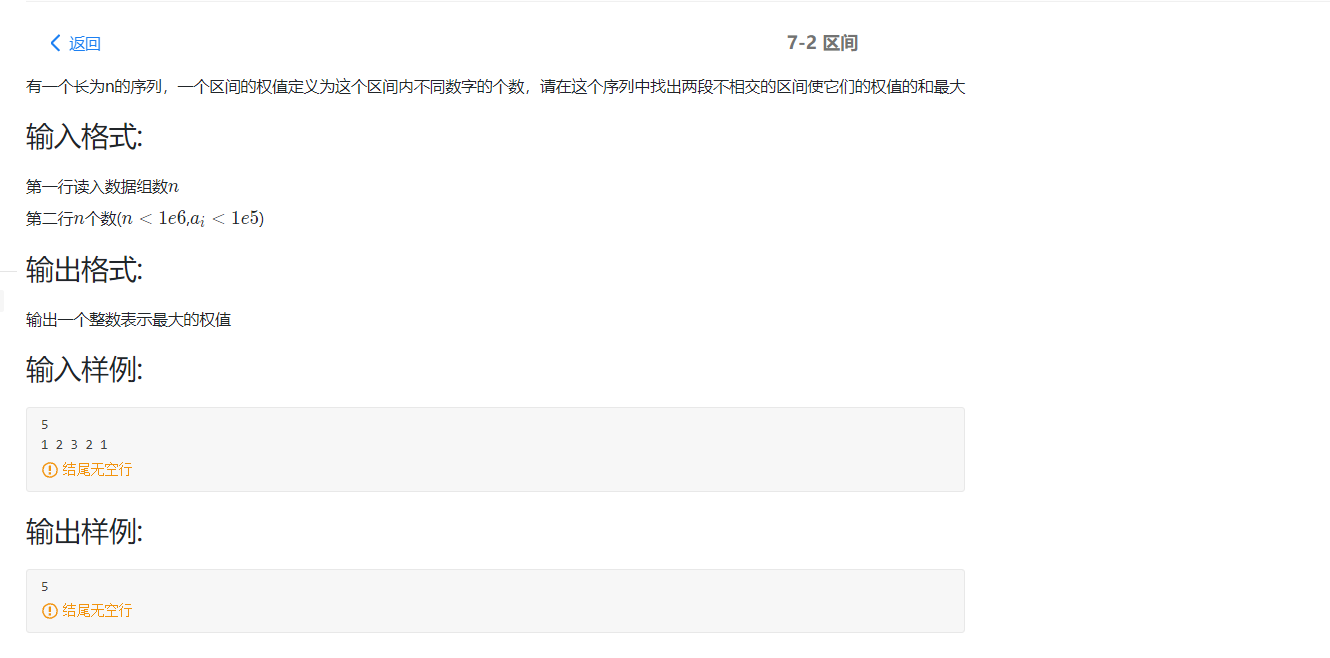 返回
7-2 区间
有一个长为n的序列，一个区间的权值定义为这个区间内不同数字的个数，请在这个序列中找出两段不相交的区间使它们的权值的和最大
输入格式:
第一行读入数据组数n
第二行n个数(n < 1e6,a_i < 1e5)
输出格式:
输出一个整数表示最大的权值
输入样例:
5
1 2 3 2 1
结尾无空行
输出样例:
5
结尾无空行